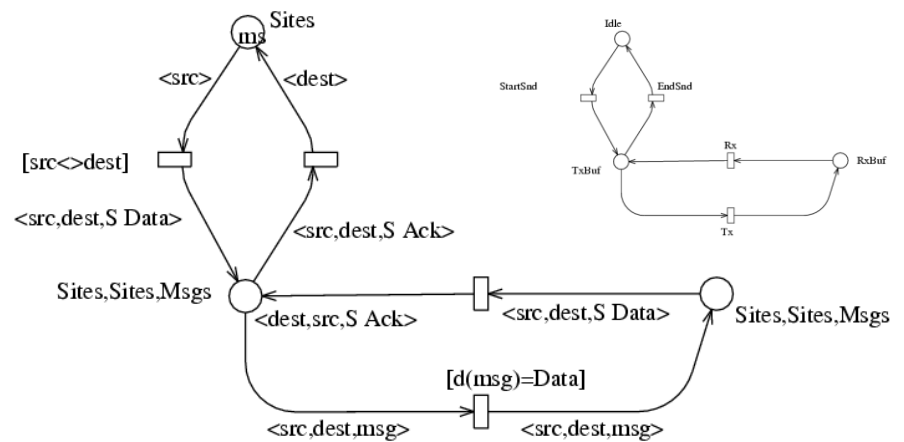 Sites
ms
<src>
<dest>
[src<>dest]
<src,dest,S Data>
<src,dest,S Ack>
Sites,Sites,Msgs
<dest,src,S Ack>
<src,dest,S Data>
Sites,Sites,Msgs
[d(msg)=Data]
<src,dest,msg>
<src,dest,msg>
Idle
StartSnd
EndSnd
TxBuf
Rx
RxBuf
Tx